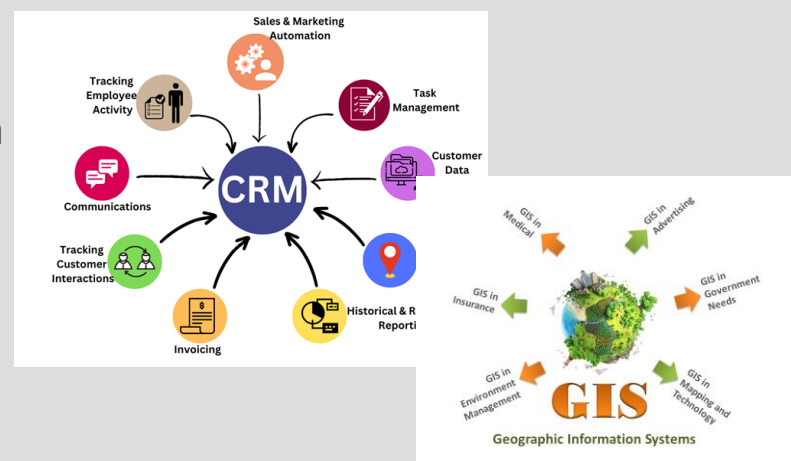 Sales & Marketing
Automation
Tracking
Employee
Activity
Task
Management
Customer
Data
CRM
Communications
Tracking
Customer
Interactions
Historical & R
Reporti
Invoicing
$
GIS in
Medical
GIS in
Advertising
GIS in
Insurance
GIS in
Government
Needs
GIS in
Environment
Management
GIS in
Mapping and
Technology
GIS
Geographic Information Systems